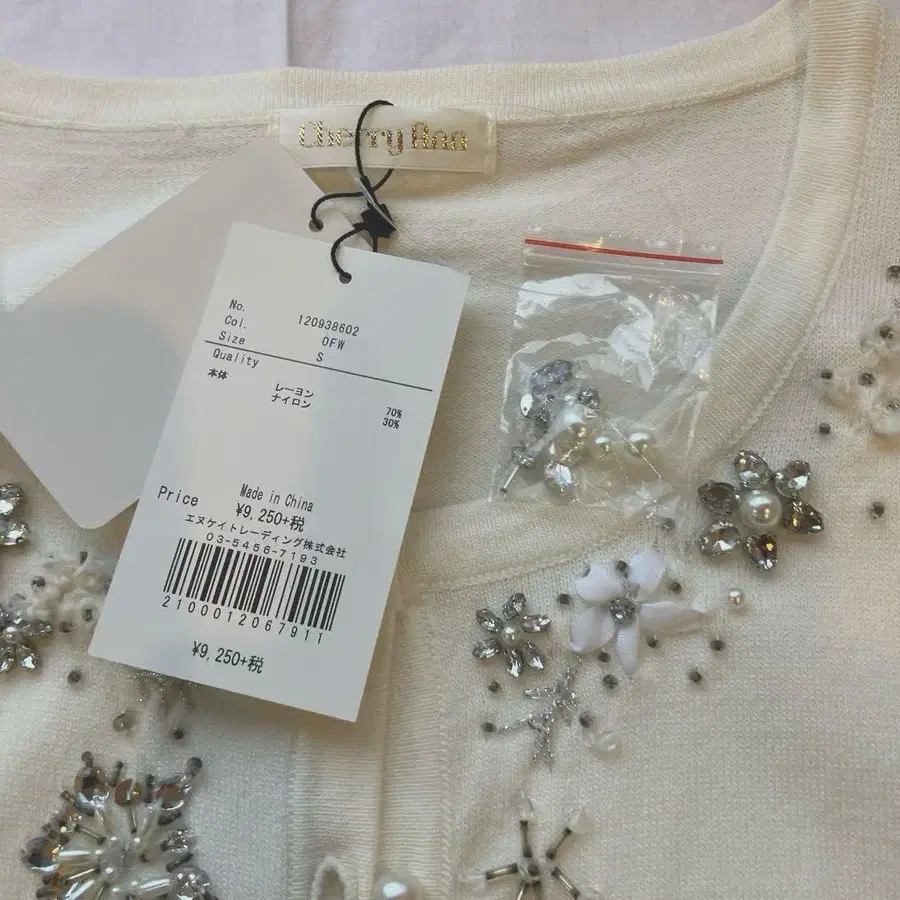 Cherry Ann
No. 120938602
Col. OFW
Size S
Quality
本体 レーヨン 70%
ナイロン 30%
Made in China
Price ¥9,250+税
エヌケイトレーディング株式会社
03-5456-7193
2100012067911
¥9,250+税